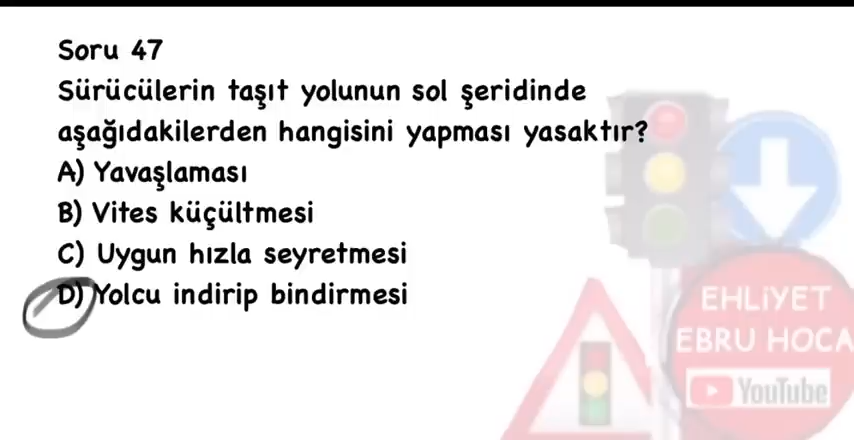 Soru 47
Sürücülerin taşıt yolunun sol şeridinde
aşağıdakilerden hangisini yapması yasaktır?
A) Yavaşlaması
B) Vites küçültmesi
C) Uygun hızla seyretmesi
D) Yolcu indirip bindirmesi
EHLİYET
EBRU HOCA
YouTube